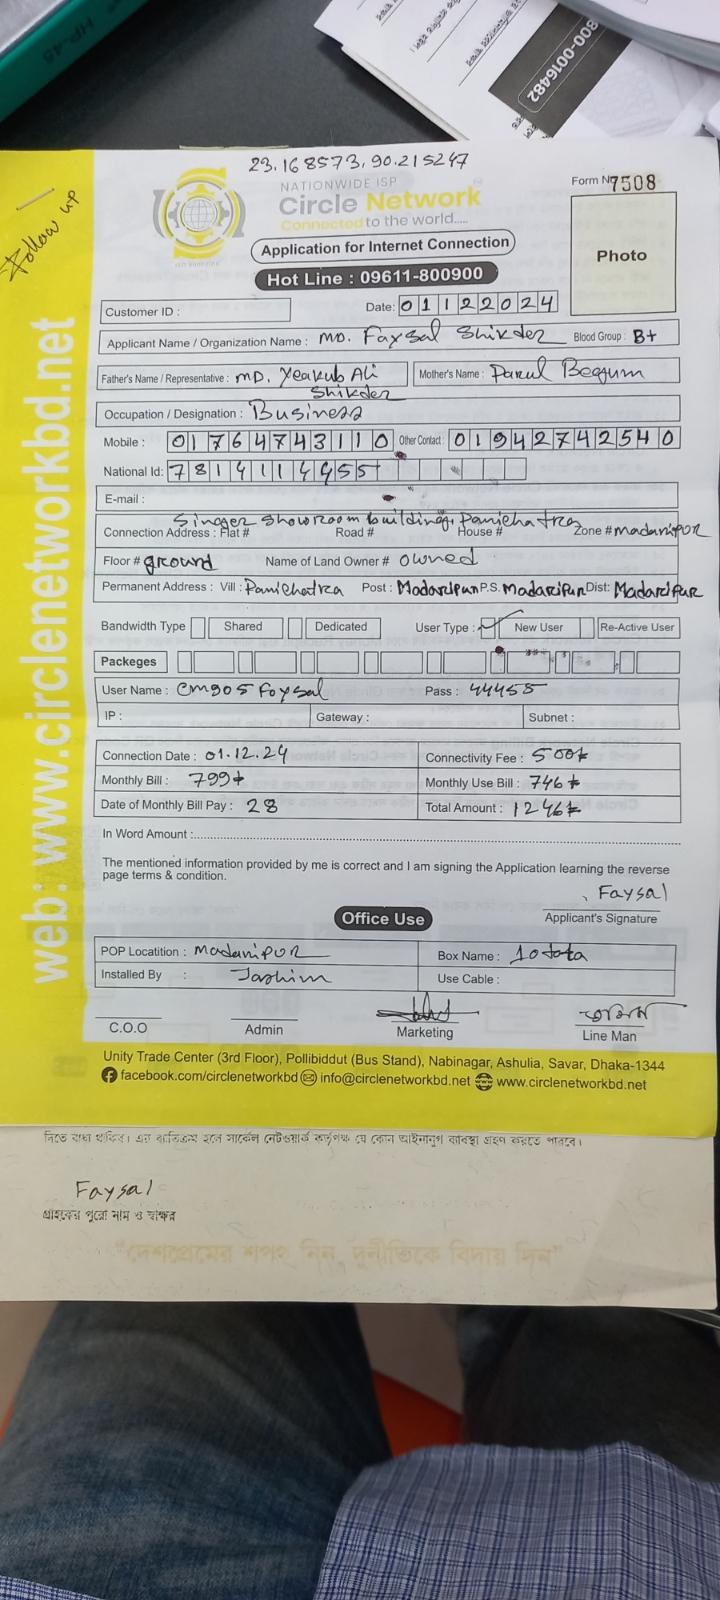 HP-45
800-0016482
23.168573, 90.215247
Follow up
NATIONWIDE ISP
Circle Network
Connected to the world.....
Form No 7508
Application for Internet Connection
Photo
Hot Line : 09611-800900
Customer ID :
Date: 01122024
Applicant Name / Organization Name : MD. Faysal Shikder Blood Group : B+
Father's Name / Representative : MD. Yeakub Ali Shikder Mother's Name : Parul Begum
Occupation / Designation : Business
Mobile : 01764743110 Other Contact : 01942742540
National Id: 7814114455
E-mail :
Singer Showroom building, Panichatra
Connection Address : Flat # Road # House # Zone # madaripur
Floor # ground Name of Land Owner # owned
Permanent Address : Vill : Panichatra Post : Madaripur P.S. Madaripur Dist: Madaripur
Bandwidth Type Shared Dedicated User Type : New User Re-Active User
Packeges
User Name : cm905 Foysal Pass : 44455
IP : Gateway : Subnet :
Connection Date : 01.12.24 Connectivity Fee : 500৳
Monthly Bill : 799৳ Monthly Use Bill : 746৳
Date of Monthly Bill Pay : 28 Total Amount : 1246৳
In Word Amount :
The mentioned information provided by me is correct and I am signing the Application learning the reverse
page terms & condition.
Faysal
Applicant's Signature
Office Use
POP Locatition : Madaripur Box Name : 10 tata
Installed By : Jashim Use Cable :
C.O.O Admin Marketing Line Man
Unity Trade Center (3rd Floor), Pollibiddut (Bus Stand), Nabinagar, Ashulia, Savar, Dhaka-1344
facebook.com/circlenetworkbd info@circlenetworkbd.net www.circlenetworkbd.net
web: www.circlenetworkbd.net
দিতে বাধ্য থাকিব। এর ব্যতিক্রম হলে সার্কেল নেটওয়ার্ক কর্তৃপক্ষ যে কোন আইনানুগ ব্যবস্থা গ্রহণ করতে পারবে।
Faysal
গ্রাহকের পুরো নাম ও স্বাক্ষর
"দেশপ্রেমের শপথ নিন, দুর্নীতিকে বিদায় দিন"